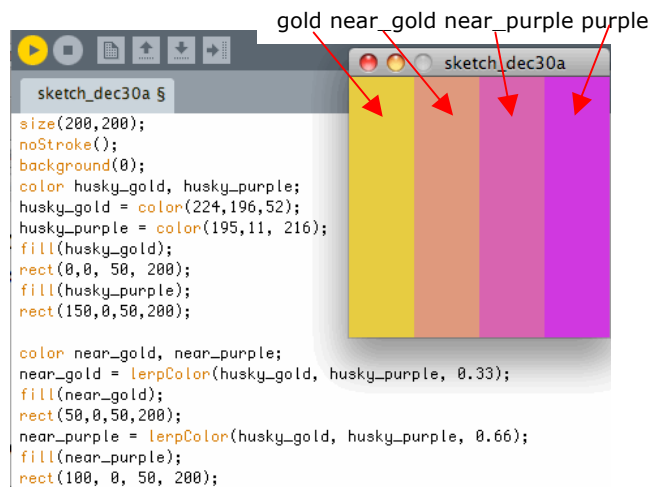 gold near_gold near_purple purple
sketch_dec30a
sketch_dec30a §
size(200,200);
noStroke();
background(0);
color husky_gold, husky_purple;
husky_gold = color(224,196,52);
husky_purple = color(195,11, 216);
fill(husky_gold);
rect(0,0, 50, 200);
fill(husky_purple);
rect(150,0,50,200);
color near_gold, near_purple;
near_gold = lerpColor(husky_gold, husky_purple, 0.33);
fill(near_gold);
rect(50,0,50,200);
near_purple = lerpColor(husky_gold, husky_purple, 0.66);
fill(near_purple);
rect(100, 0, 50, 200);